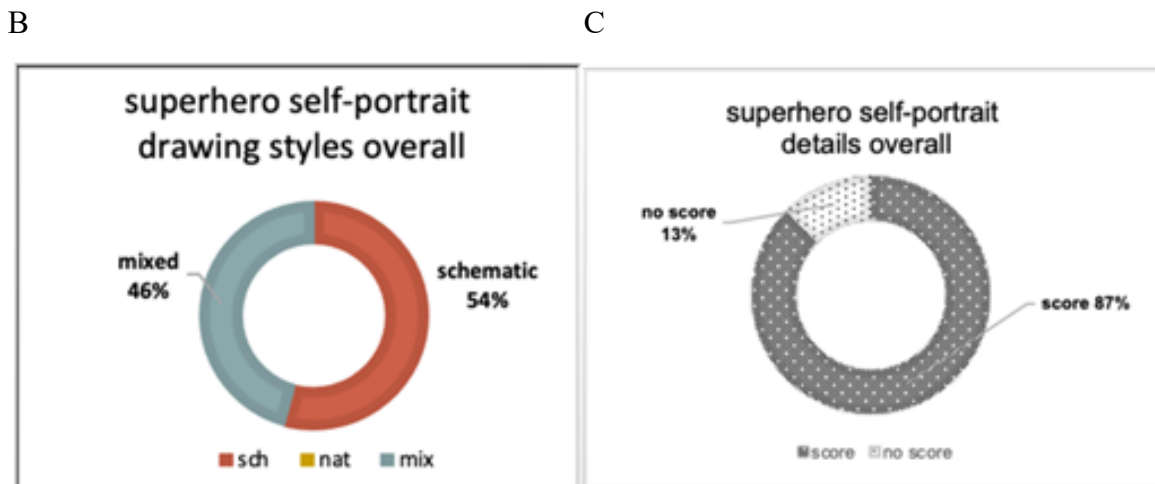 B
C
superhero self-portrait
drawing styles overall
mixed
46%
schematic
54%
sch nat mix
superhero self-portrait
details overall
no score
13%
score 87%
score no score